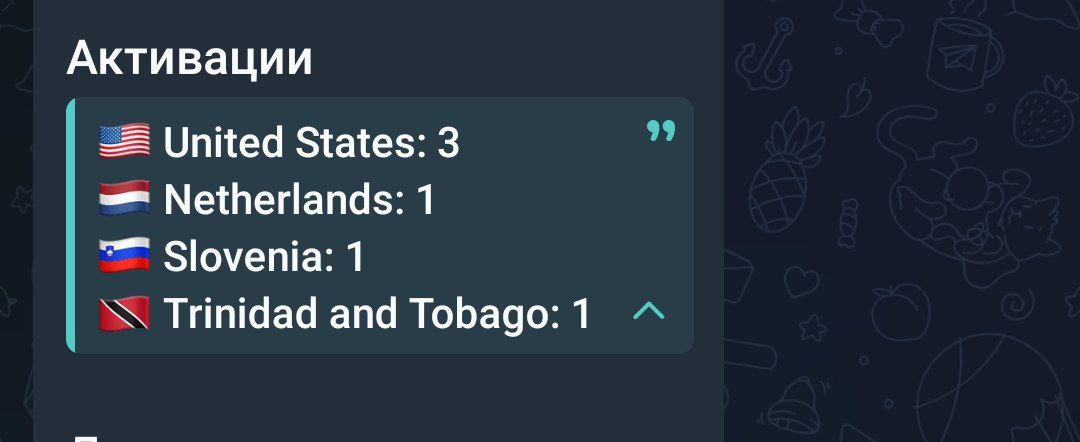 Активации
🇺🇸 United States: 3
🇳🇱 Netherlands: 1
🇸🇮 Slovenia: 1
🇹🇹 Trinidad and Tobago: 1